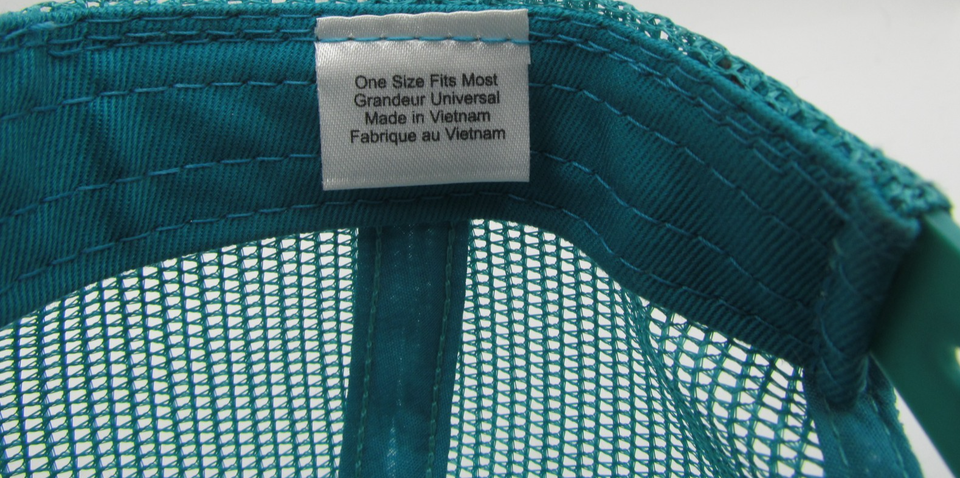 One Size Fits Most
Grandeur Universal
Made in Vietnam
Fabrique au Vietnam